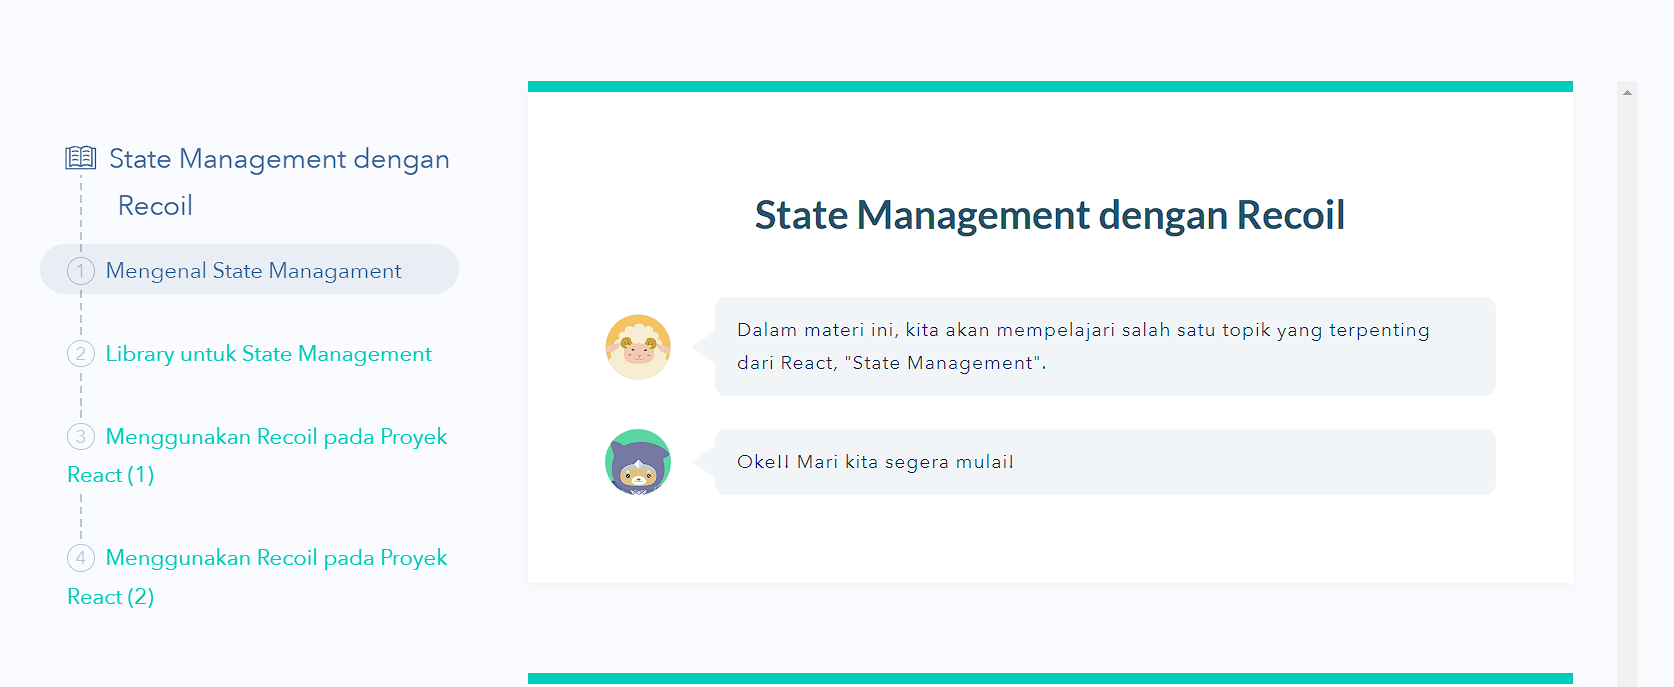 State Management dengan
Recoil
1 Mengenal State Managament
2 Library untuk State Management
3 Menggunakan Recoil pada Proyek
React (1)
4 Menggunakan Recoil pada Proyek
React (2)
State Management dengan Recoil
Dalam materi ini, kita akan mempelajari salah satu topik yang terpenting
dari React, "State Management".
Oke!! Mari kita segera mulai!